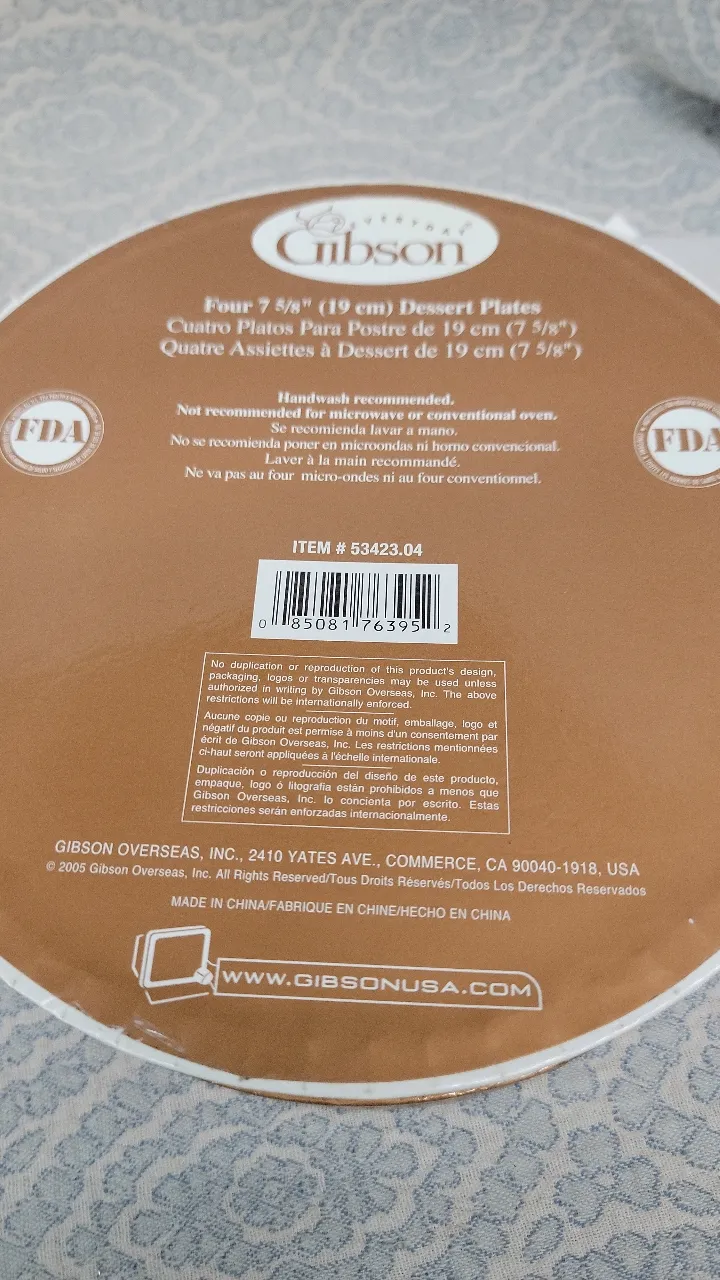 EVERYDAY
Gibson
Four 7 5/8" (19 cm) Dessert Plates
Cuatro Platos Para Postre de 19 cm (7 5/8")
Quatre Assiettes à Dessert de 19 cm (7 5/8")
Handwash recommended.
Not recommended for microwave or conventional oven.
Se recomienda lavar a mano.
No se recomienda poner en microondas ni horno convencional.
Laver à la main recommandé.
Ne va pas au four micro-ondes ni au four conventionnel.
FDA
FDA
ITEM # 53423.04
0 85081 76395 2
No duplication or reproduction of this product's design,
packaging, logos or transparencies may be used unless
authorized in writing by Gibson Overseas, Inc. The above
restrictions will be internationally enforced.
Aucune copie ou reproduction du motif, emballage, logo et
négatif du produit est permise à moins d'un consentement par
écrit de Gibson Overseas, Inc. Les restrictions mentionnées
ci-haut seront appliquées à l'échelle internationale.
Duplicación o reproducción del diseño de este producto,
empaque, logo ó litografia están prohibidos a menos que
Gibson Overseas, Inc. lo concienta por escrito. Estas
restricciones serán enforzadas internacionalmente.
GIBSON OVERSEAS, INC., 2410 YATES AVE., COMMERCE, CA 90040-1918, USA
© 2005 Gibson Overseas, Inc. All Rights Reserved/Tous Droits Réservés/Todos Los Derechos Reservados
MADE IN CHINA/FABRIQUE EN CHINE/HECHO EN CHINA
WWW.GIBSONUSA.COM